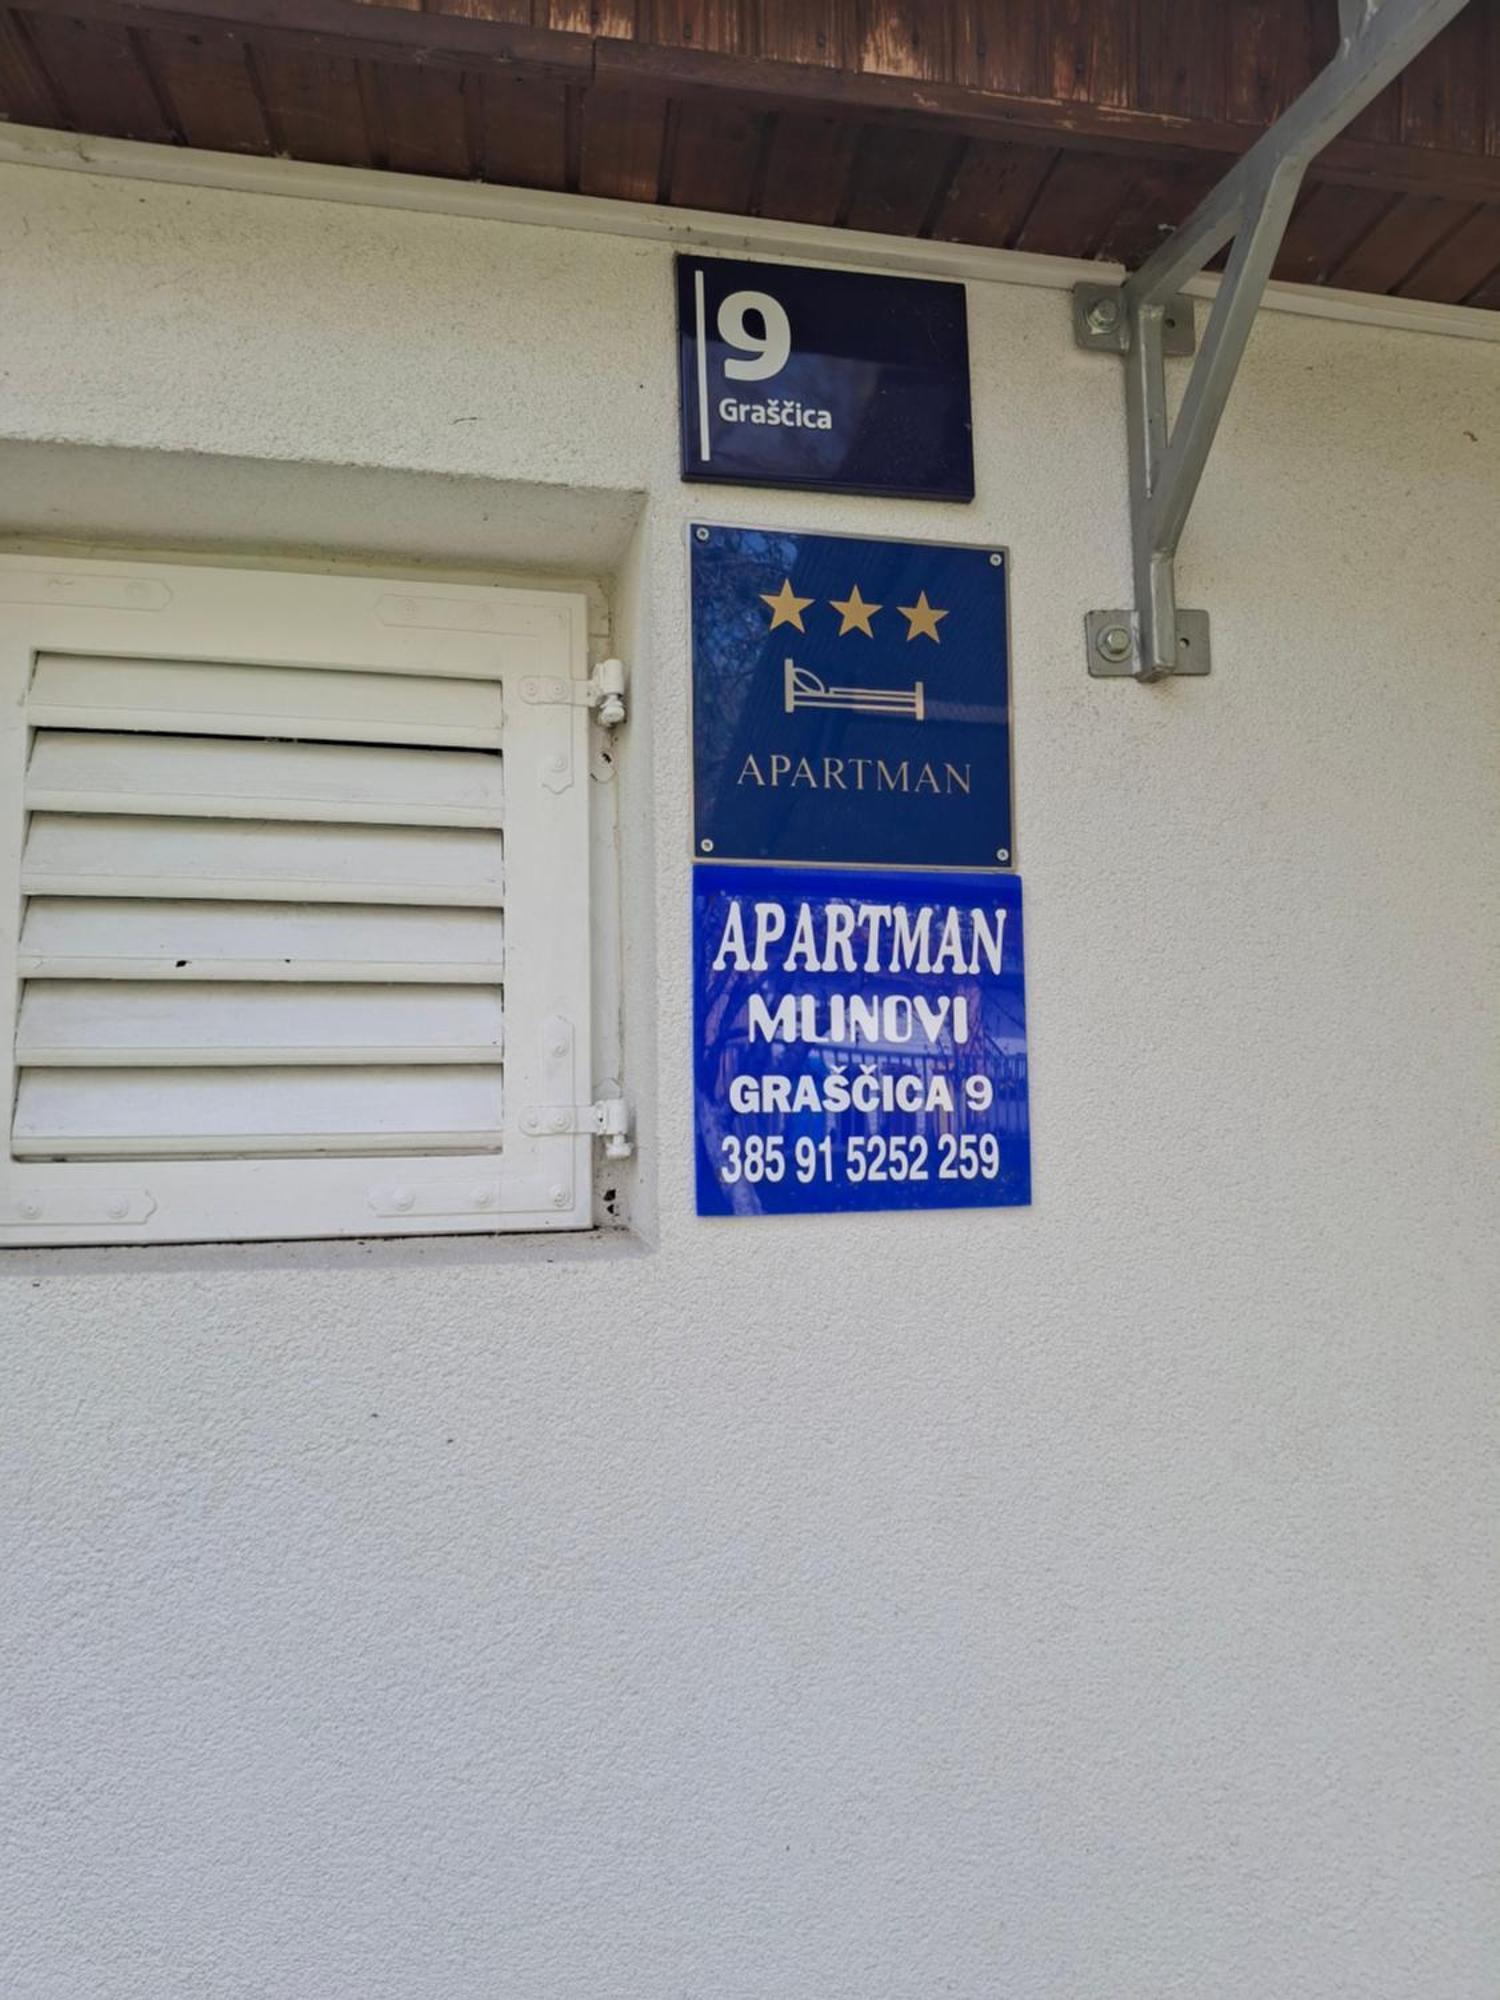 9
Graščica
APARTMAN
APARTMAN
MLINOVI
GRAŠČICA 9
385 91 5252 259